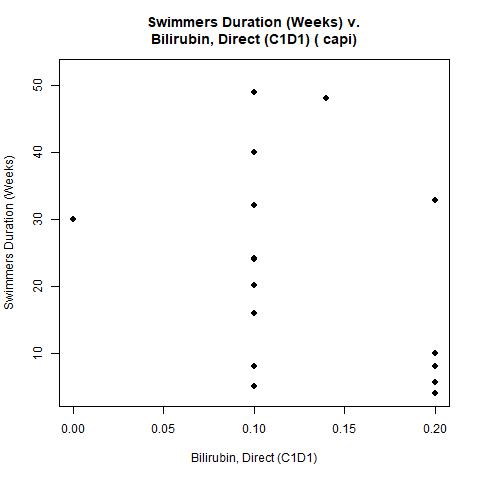 Swimmers Duration (Weeks) v.
Bilirubin, Direct (C1D1) ( capi)
Swimmers Duration (Weeks)
50
40
30
20
10
0.00 0.05 0.10 0.15 0.20
Bilirubin, Direct (C1D1)